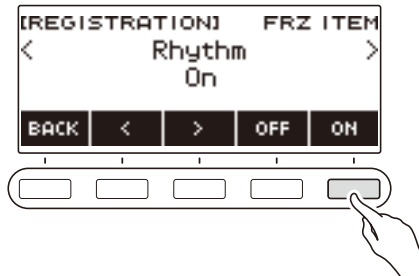 [REGISTRATION] FRZ ITEM
< Rhythm >
On
BACK < > OFF ON